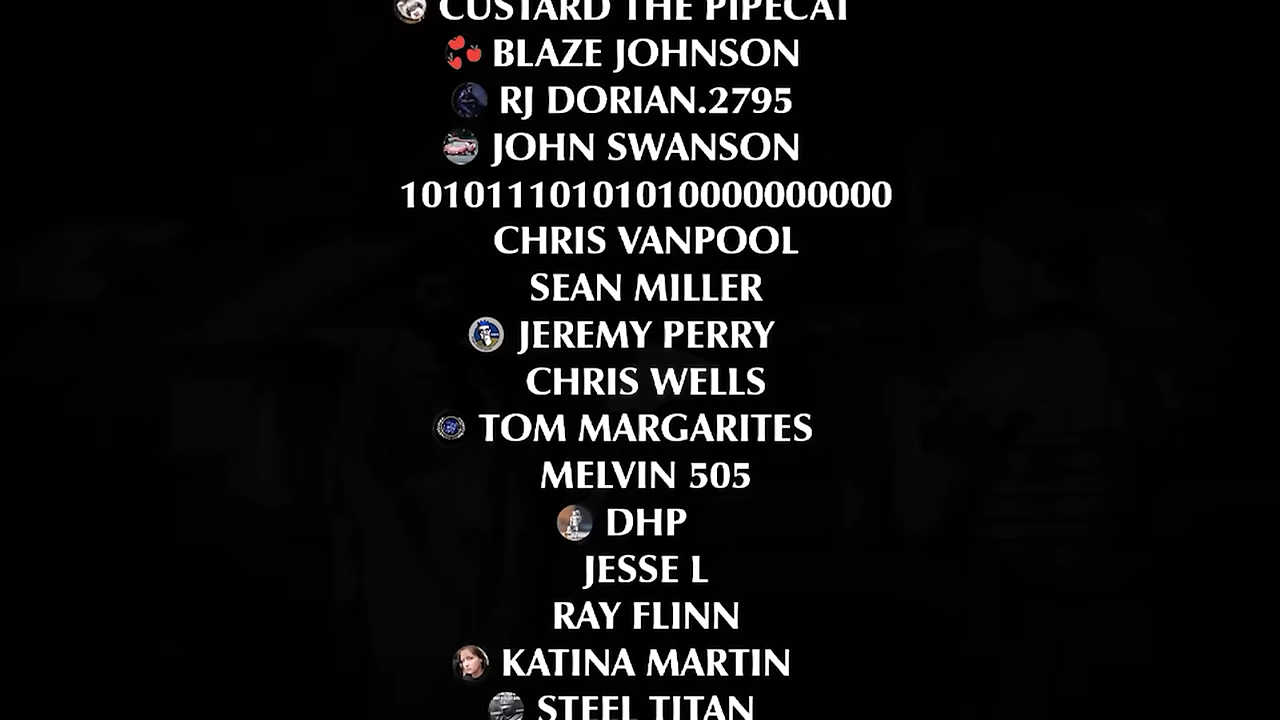 CUSTARD THE PIPECAT
BLAZE JOHNSON
RJ DORIAN.2795
JOHN SWANSON
10101110101010000000000
CHRIS VANPOOL
SEAN MILLER
JEREMY PERRY
CHRIS WELLS
TOM MARGARITES
MELVIN 505
DHP
JESSE L
RAY FLINN
KATINA MARTIN
STEEL TITAN